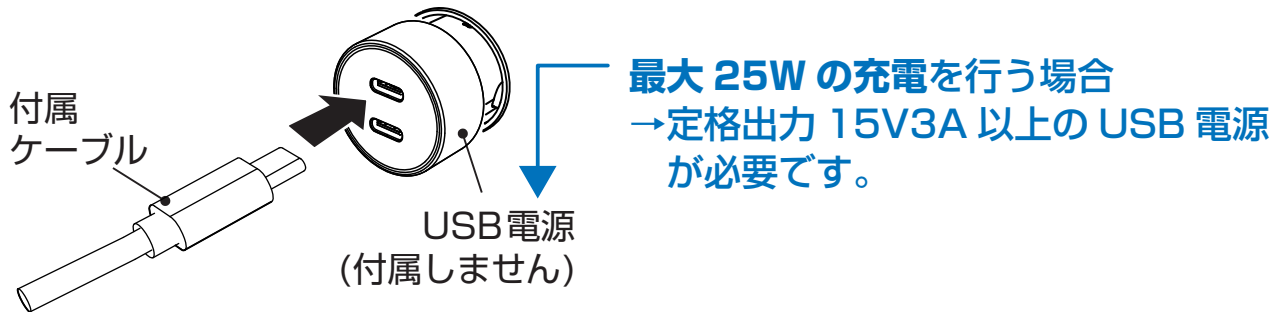 付属
ケーブル
USB電源
(付属しません)
最大 25W の充電を行う場合
→定格出力 15V3A 以上の USB 電源
が必要です。